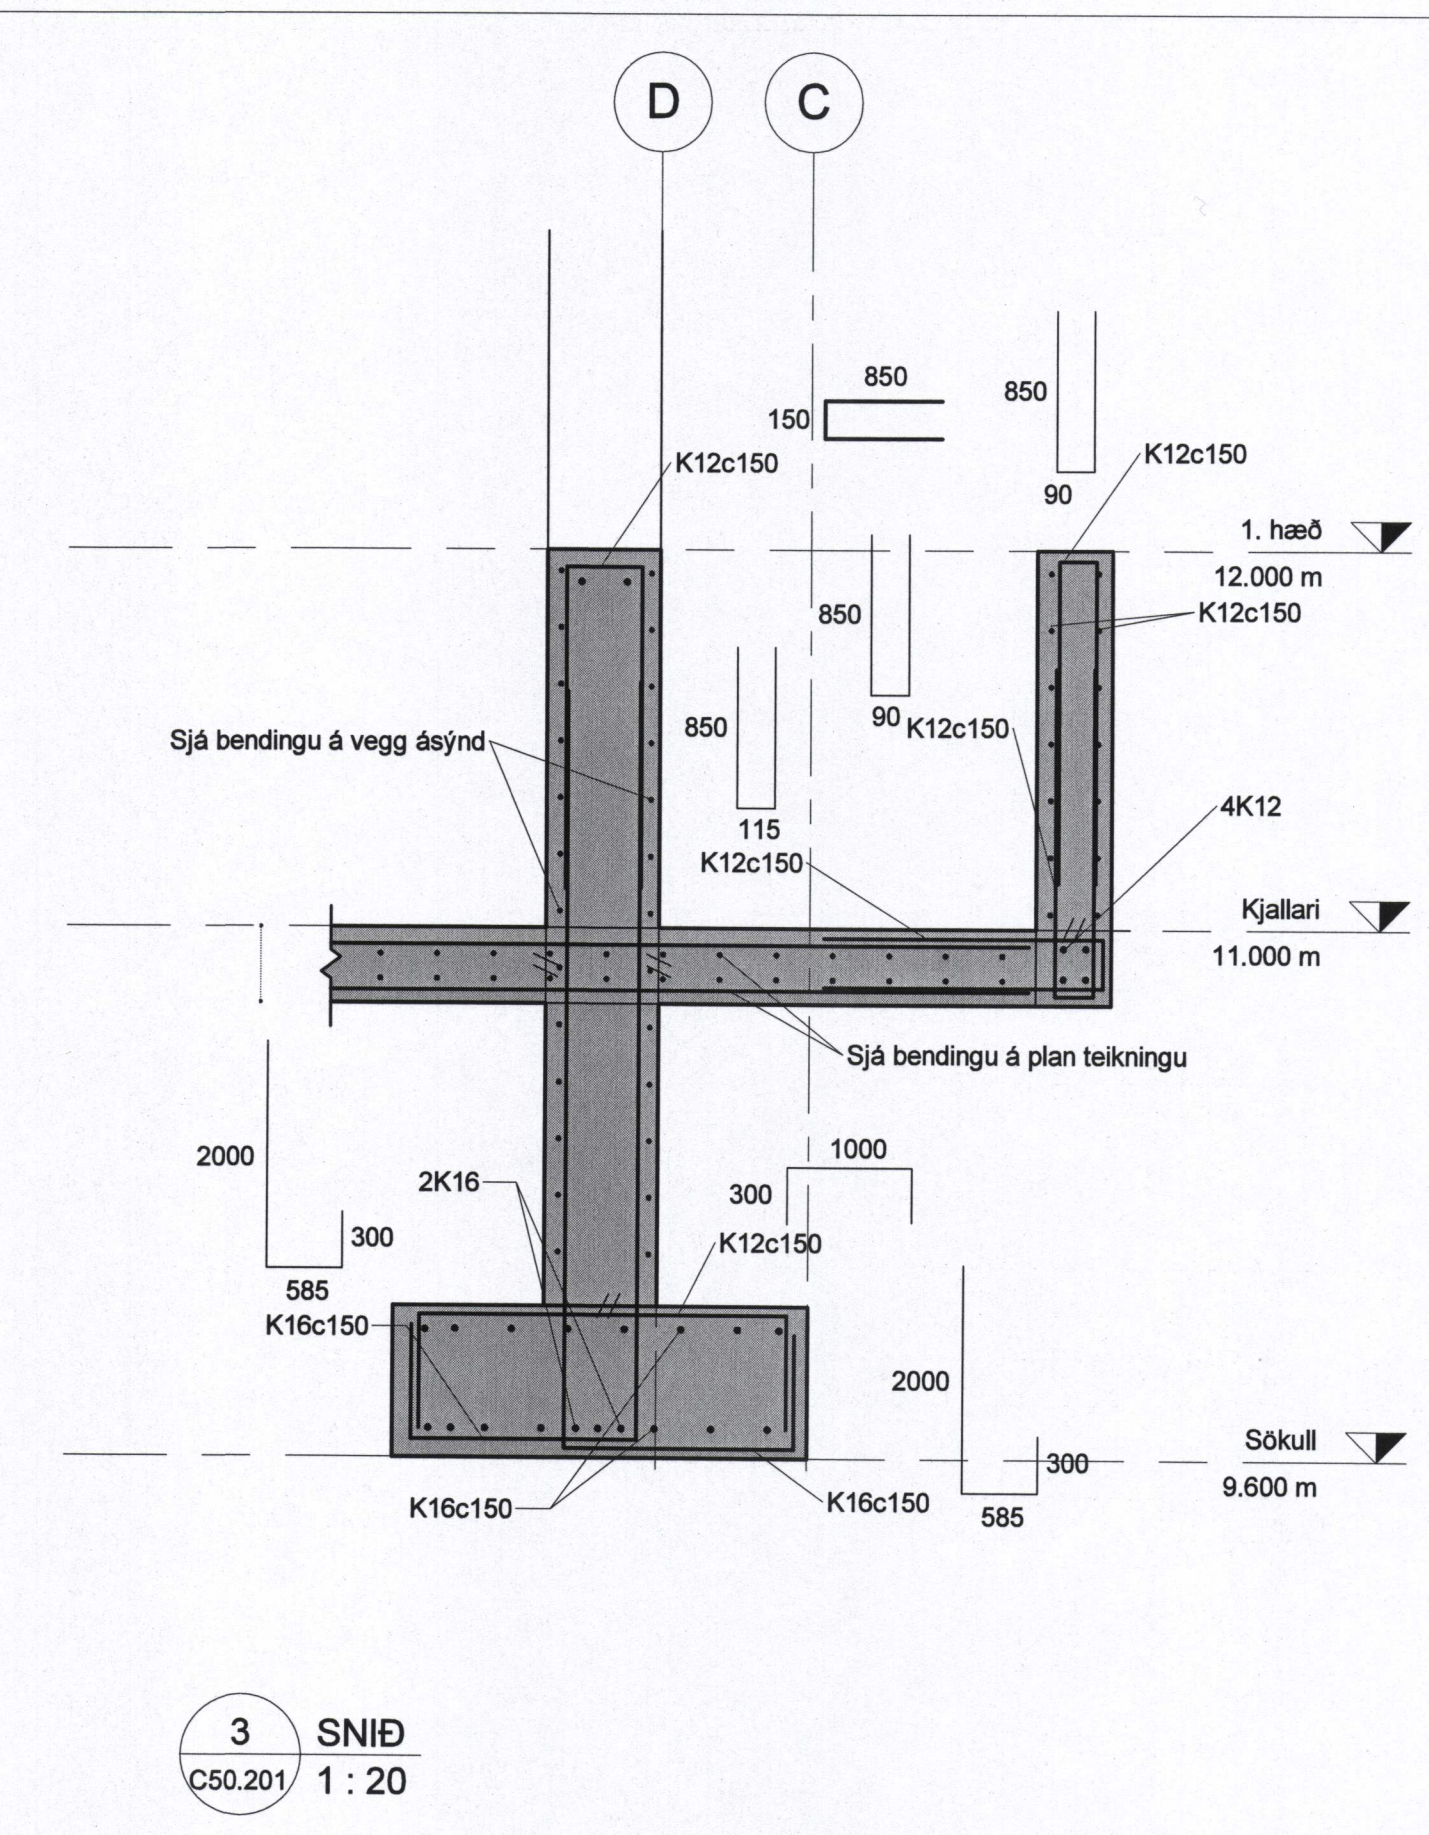 D
C
850
150
850
K12c150
K12c150
90
1. hæð
12.000 m
850
K12c150
Sjá bendingu á vegg ásýnd
850
90
K12c150
115
4K12
K12c150
Kjallari
11.000 m
Sjá bendingu á plan teikningu
2000
1000
2K16
300
300
K12c150
585
K16c150
2000
Sökull
300
9.600 m
K16c150
K16c150
585
3
SNIÐ
C50.201
1 : 20